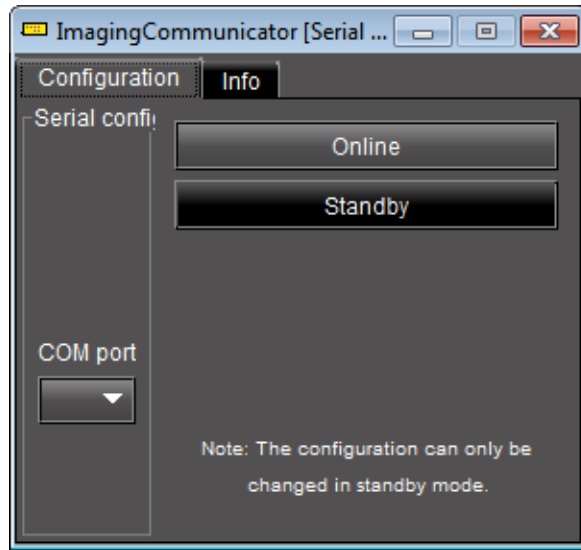 ImagingCommunicator [Serial ...
Configuration
Info
Serial config
Online
Standby
COM port
Note: The configuration can only be
changed in standby mode.